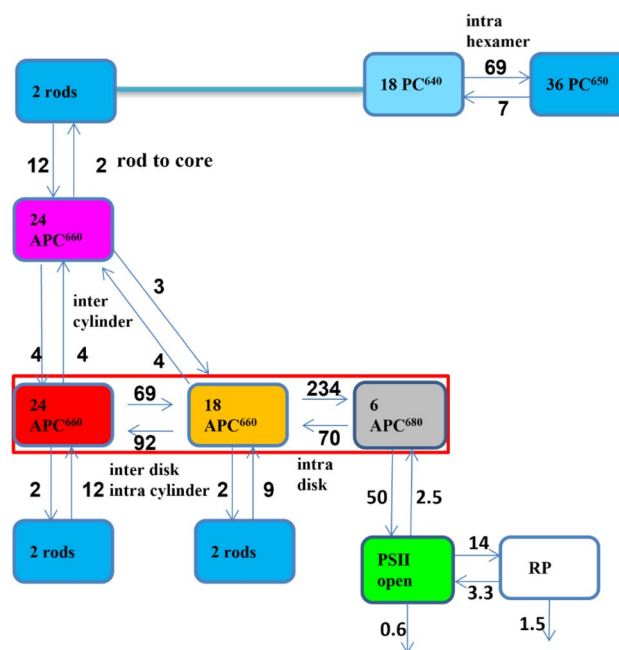 intra
hexamer
2 rods
18 PC⁶⁴⁰
69
7
36 PC⁶⁵⁰
12
2
rod to core
24
APC⁶⁶⁰
3
inter
cylinder
4
4
4
24
APC⁶⁶⁰
69
92
18
APC⁶⁶⁰
234
70
6
APC⁶⁸⁰
2
12
inter disk
intra cylinder
2
9
intra
disk
50
2.5
2 rods
2 rods
PSII
open
14
3.3
RP
0.6
1.5